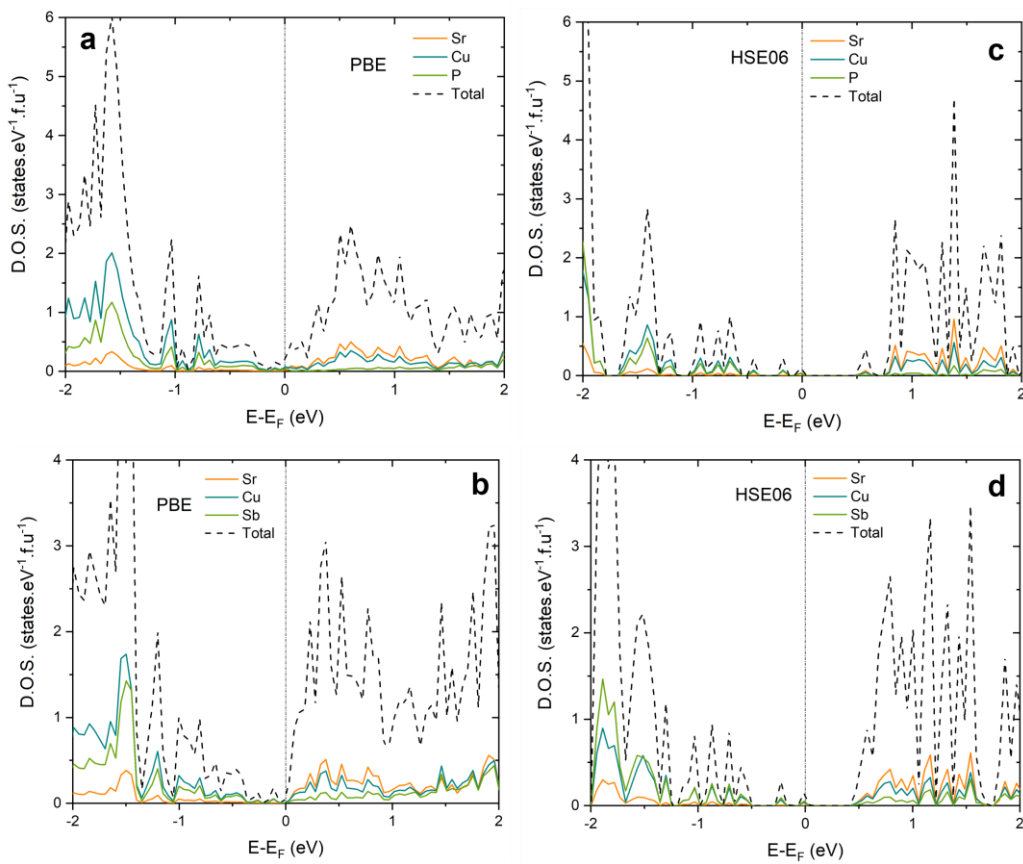 a
PBE
Sr
Cu
P
Total
D.O.S. (states.eV⁻¹.f.u⁻¹)
6
5
4
3
2
1
0
-2
-1
0
1
2
E-E_F (eV)
c
HSE06
Sr
Cu
P
Total
D.O.S. (states.eV⁻¹.f.u⁻¹)
6
5
4
3
2
1
0
-2
-1
0
1
2
E-E_F (eV)
b
PBE
Sr
Cu
Sb
Total
D.O.S. (states.eV⁻¹.f.u⁻¹)
4
3
2
1
0
-2
-1
0
1
2
E-E_F (eV)
d
HSE06
Sr
Cu
Sb
Total
D.O.S. (states.eV⁻¹.f.u⁻¹)
4
3
2
1
0
-2
-1
0
1
2
E-E_F (eV)